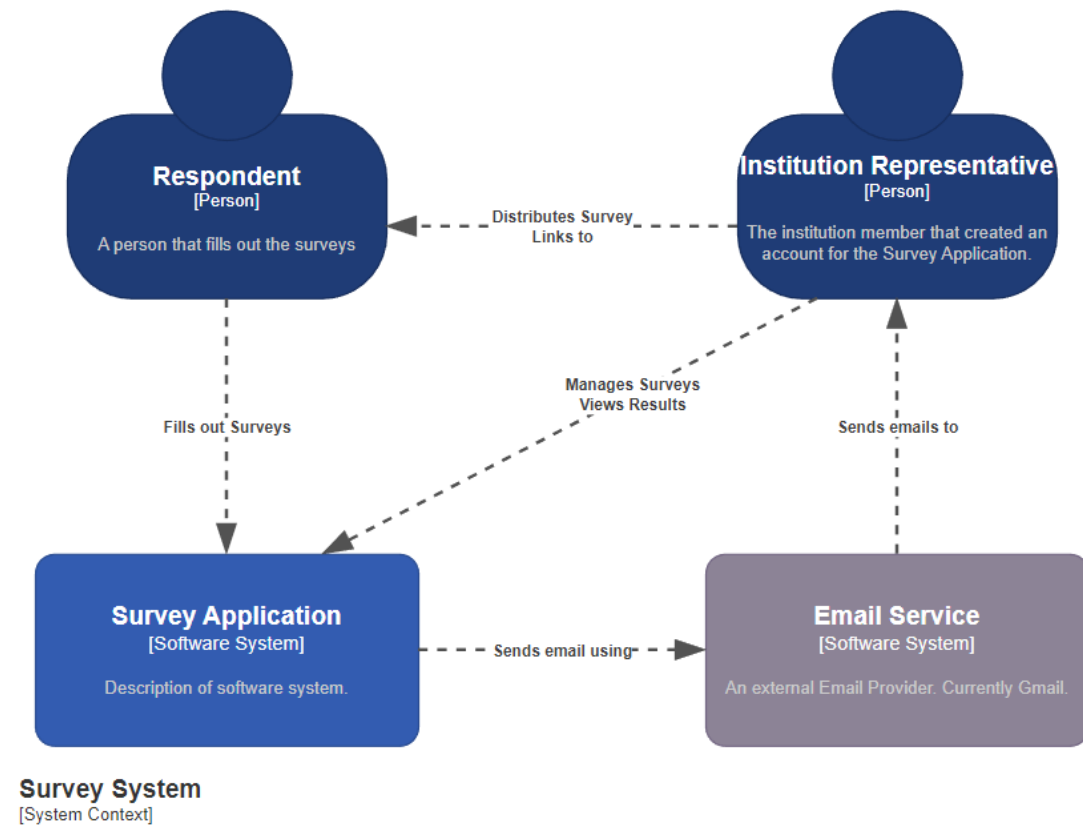 Respondent
[Person]
A person that fills out the surveys
Institution Representative
[Person]
The institution member that created an
account for the Survey Application.
Distributes Survey
Links to
Manages Surveys
Views Results
Fills out Surveys
Sends emails to
Survey Application
[Software System]
Description of software system.
Sends email using
Email Service
[Software System]
An external Email Provider. Currently Gmail.
Survey System
[System Context]